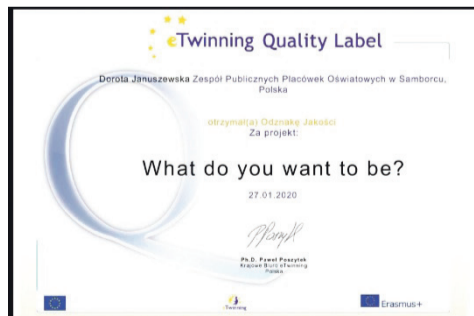 eTwinning Quality Label
Dorota Januszewska Zespół Publicznych Placówek Oświatowych w Samborcu,
Polska
otrzymał(a) Odznakę Jakości
Za projekt:
What do you want to be?
27.01.2020
Ph.D. Paweł Poszytek
Krajowe Biuro eTwinning
Polska
eTwinning
Erasmus+